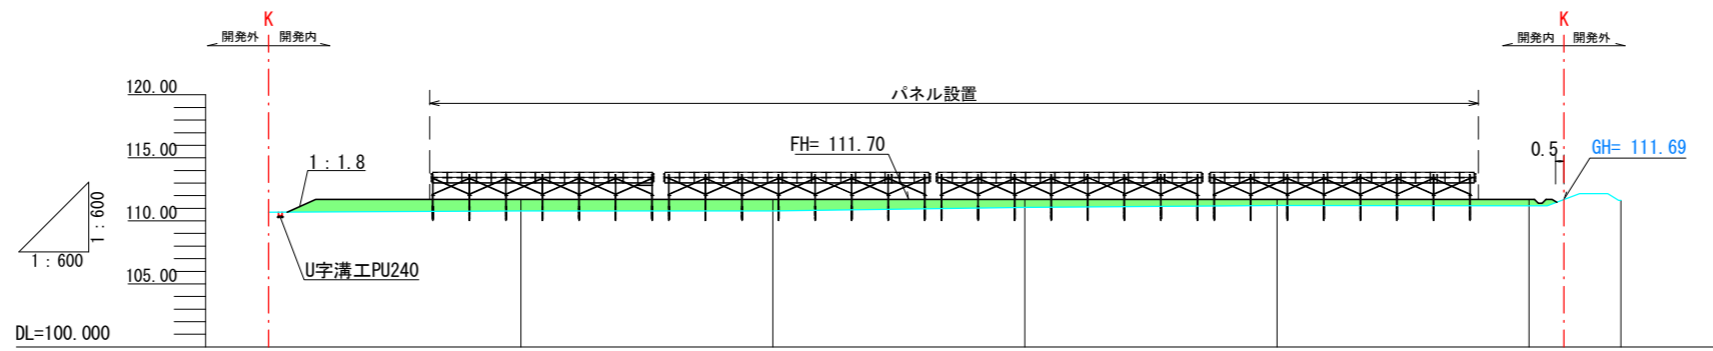 K
K
開発外 開発内
開発内 開発外
120.00
パネル設置
115.00
1：1.8
FH= 111.70
0.5
GH= 111.69
110.00
1：600
1：600
U字溝工PU240
105.00
DL=100.000